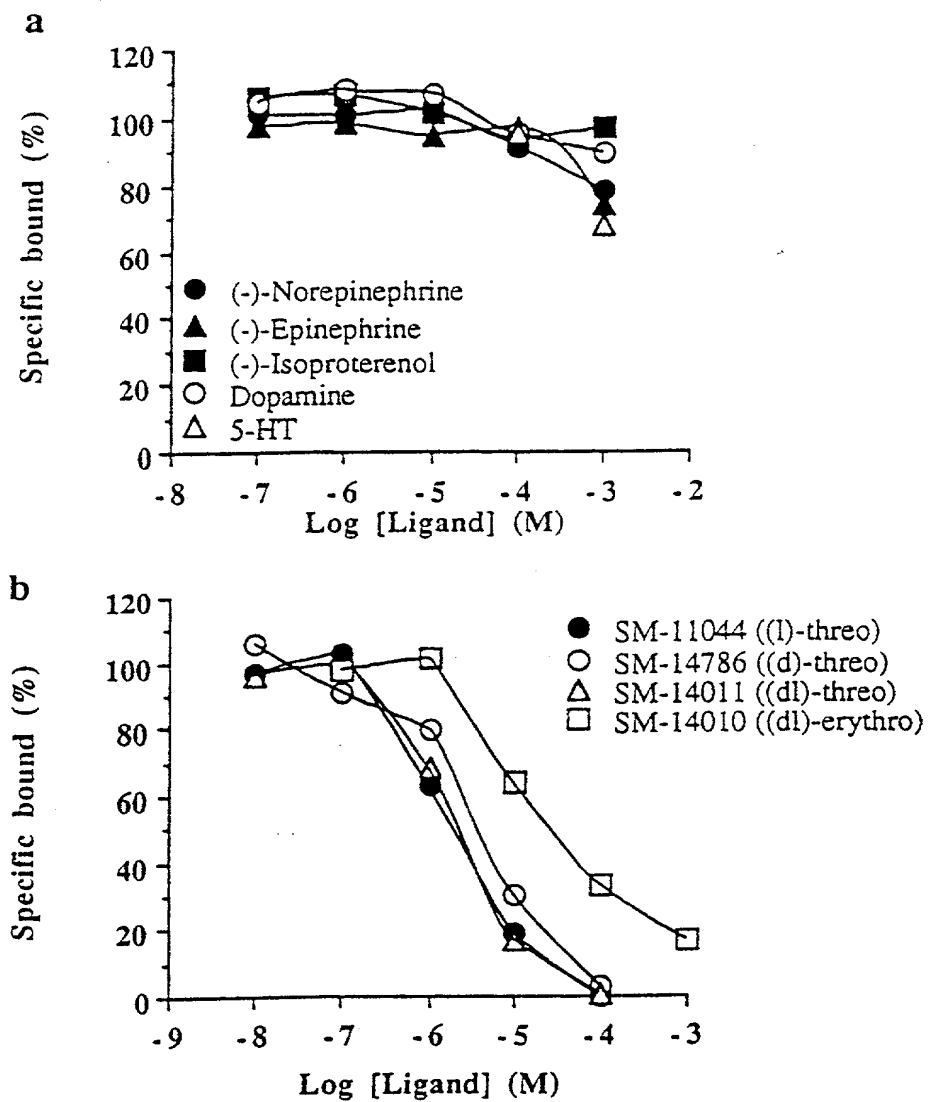 a
120
100
80
60
40
20
0
Specific bound (%)
(-)-Norepinephrine
(-)-Epinephrine
(-)-Isoproterenol
Dopamine
5-HT
-8 -7 -6 -5 -4 -3 -2
Log [Ligand] (M)
b
120
100
80
60
40
20
0
Specific bound (%)
SM-11044 ((l)-threo)
SM-14786 ((d)-threo)
SM-14011 ((dl)-threo)
SM-14010 ((dl)-erythro)
-9 -8 -7 -6 -5 -4 -3
Log [Ligand] (M)